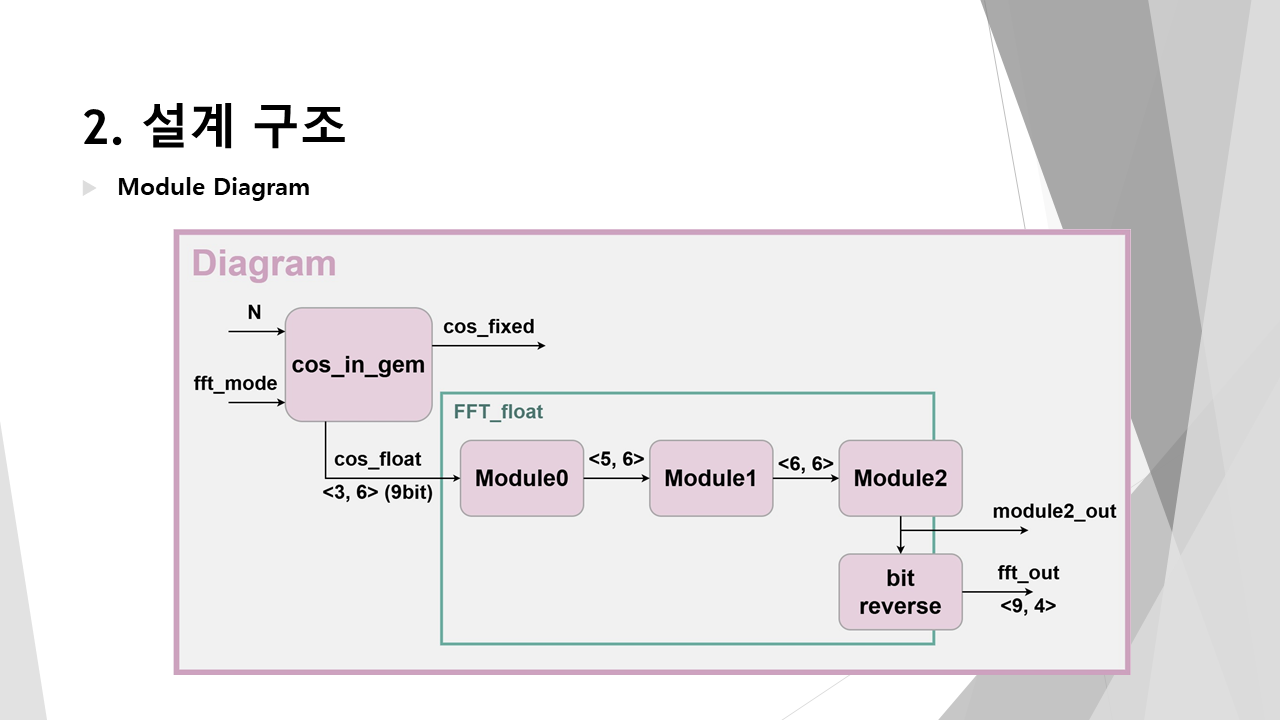 2. 설계 구조
Module Diagram
Diagram
N
fft_mode
cos_in_gem
cos_fixed
cos_float
<3, 6> (9bit)
FFT_float
Module0
<5, 6>
Module1
<6, 6>
Module2
module2_out
bit
reverse
fft_out
<9, 4>